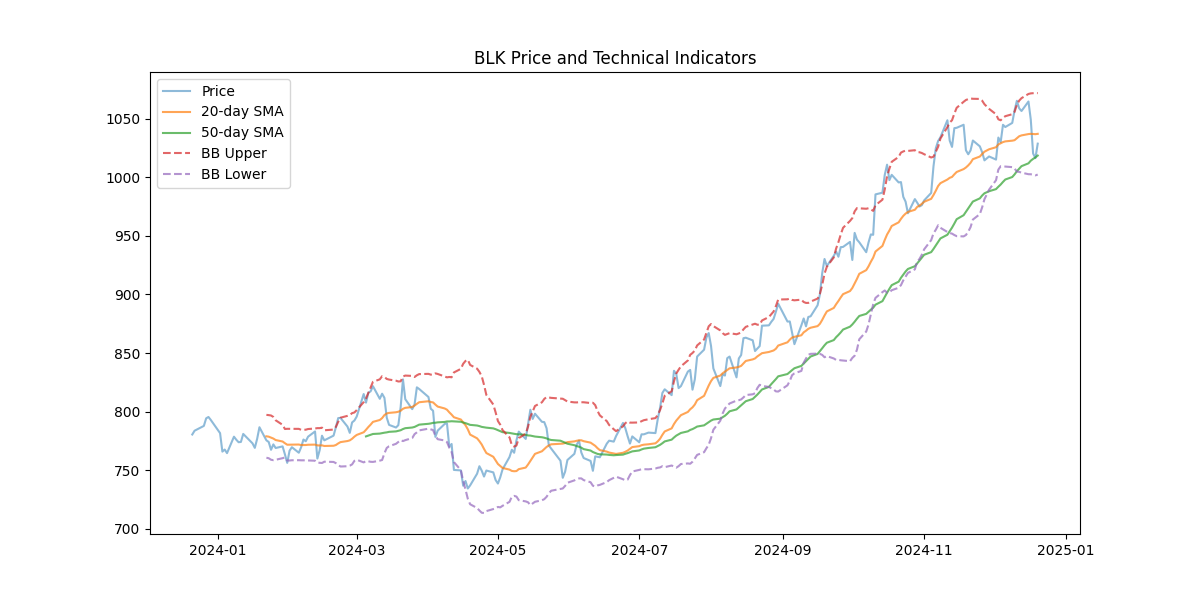 BLK Price and Technical Indicators
Price
20-day SMA
50-day SMA
BB Upper
BB Lower
1050
1000
950
900
850
800
750
700
2024-01
2024-03
2024-05
2024-07
2024-09
2024-11
2025-01